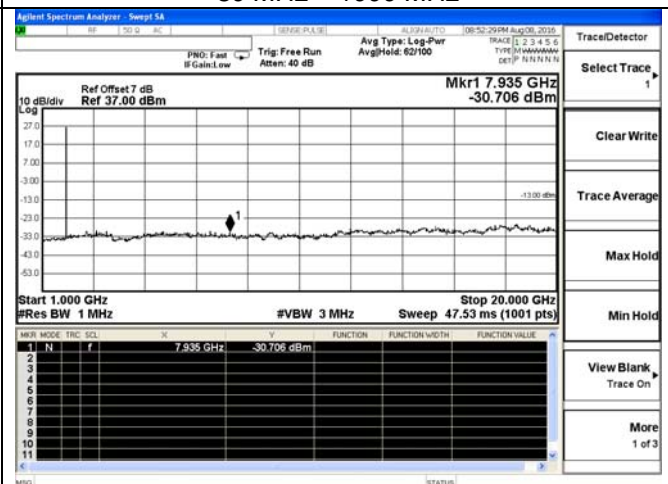 30 MHz – 1000 MHz
Agilent Spectrum Analyzer - Swept SA
RF 50 Ω AC SENSE:PULSE ALIGNAUTO 08:52:29 PM Aug 08, 2016
PNO: Fast
IFGain:Low
Trig: Free Run
Atten: 40 dB
Avg Type: Log-Pwr
Avg|Hold: 62/100
TRACE 1 2 3 4 5 6
TYPE M
DET P N N N N N
Ref Offset 7 dB
Ref 37.00 dBm
10 dB/div
Log
Mkr1 7.935 GHz
-30.706 dBm
27.0
17.0
7.00
-3.00
-13.0
-23.0
-33.0
-43.0
-53.0
-13.00 dBm
1
Start 1.000 GHz
Stop 20.000 GHz
#Res BW 1 MHz
#VBW 3 MHz
Sweep 47.53 ms (1001 pts)
MKR MODE TRC SCL X Y FUNCTION FUNCTION WIDTH FUNCTION VALUE
1 N f 7.935 GHz -30.706 dBm
2
3
4
5
6
7
8
9
10
11
MSG STATUS
Trace/Detector
Select Trace
1
Clear Write
Trace Average
Max Hold
Min Hold
View Blank
Trace On
More
1 of 3